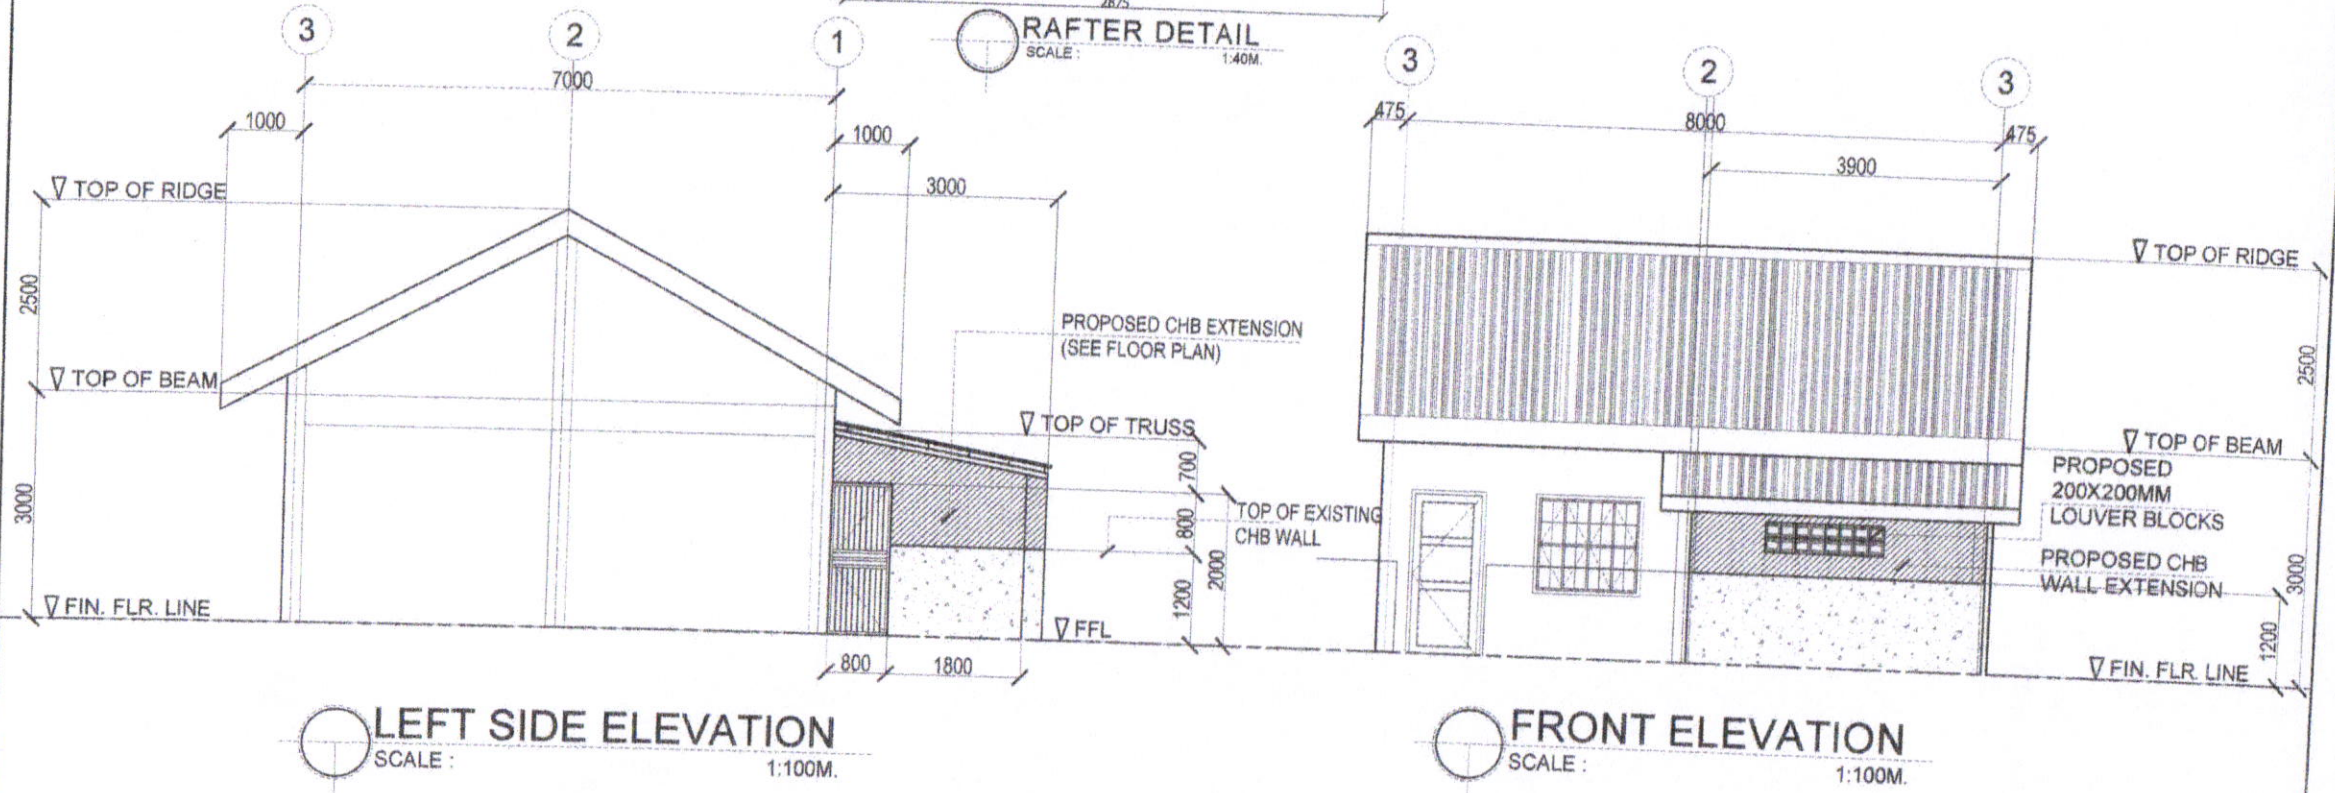 2875
RAFTER DETAIL
SCALE :
1:40M.
3
2
1
7000
1000
1000
3000
TOP OF RIDGE
2500
TOP OF BEAM
3000
PROPOSED CHB EXTENSION
(SEE FLOOR PLAN)
TOP OF TRUSS
700
800
1200
2000
TOP OF EXISTING
CHB WALL
FIN. FLR. LINE
FFL
800
1800
LEFT SIDE ELEVATION
SCALE :
1:100M.
3
2
3
475
8000
475
3900
TOP OF RIDGE
2500
TOP OF BEAM
PROPOSED
200X200MM
LOUVER BLOCKS
PROPOSED CHB
WALL EXTENSION
3000
1200
FIN. FLR. LINE
FRONT ELEVATION
SCALE :
1:100M.